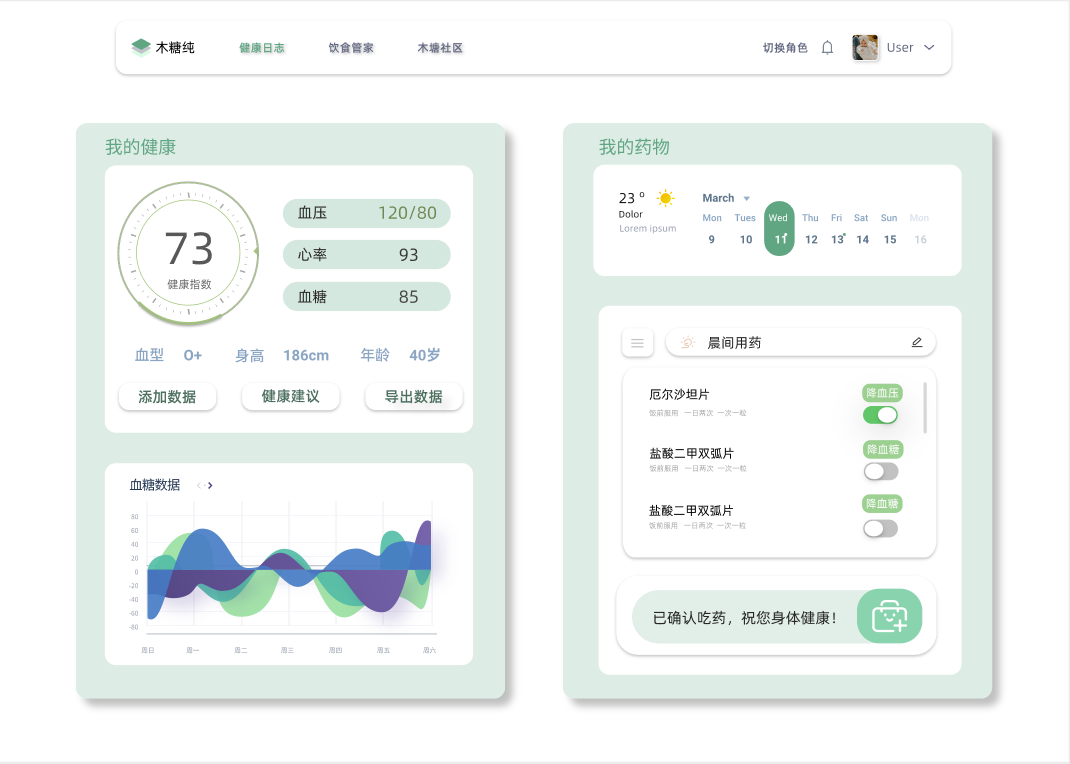 木糖纯 健康日志 饮食管家 木塘社区 切换角色 User
我的健康
73
健康指数
血压 120/80
心率 93
血糖 85
血型 O+ 身高 186cm 年龄 40岁
添加数据 健康建议 导出数据
血糖数据
80
60
40
20
0
-20
-40
-60
-80
周日 周一 周二 周三 周四 周五 周六
我的药物
23 º
Dolor
Lorem ipsum
March
Mon Tues Wed Thu Fri Sat Sun Mon
9 10 11 12 13 14 15 16
晨间用药
厄尔沙坦片 降血压
饭前服用 一日两次 一次一粒
盐酸二甲双弧片 降血糖
饭前服用 一日两次 一次一粒
盐酸二甲双弧片 降血糖
饭前服用 一日两次 一次一粒
已确认吃药，祝您身体健康！